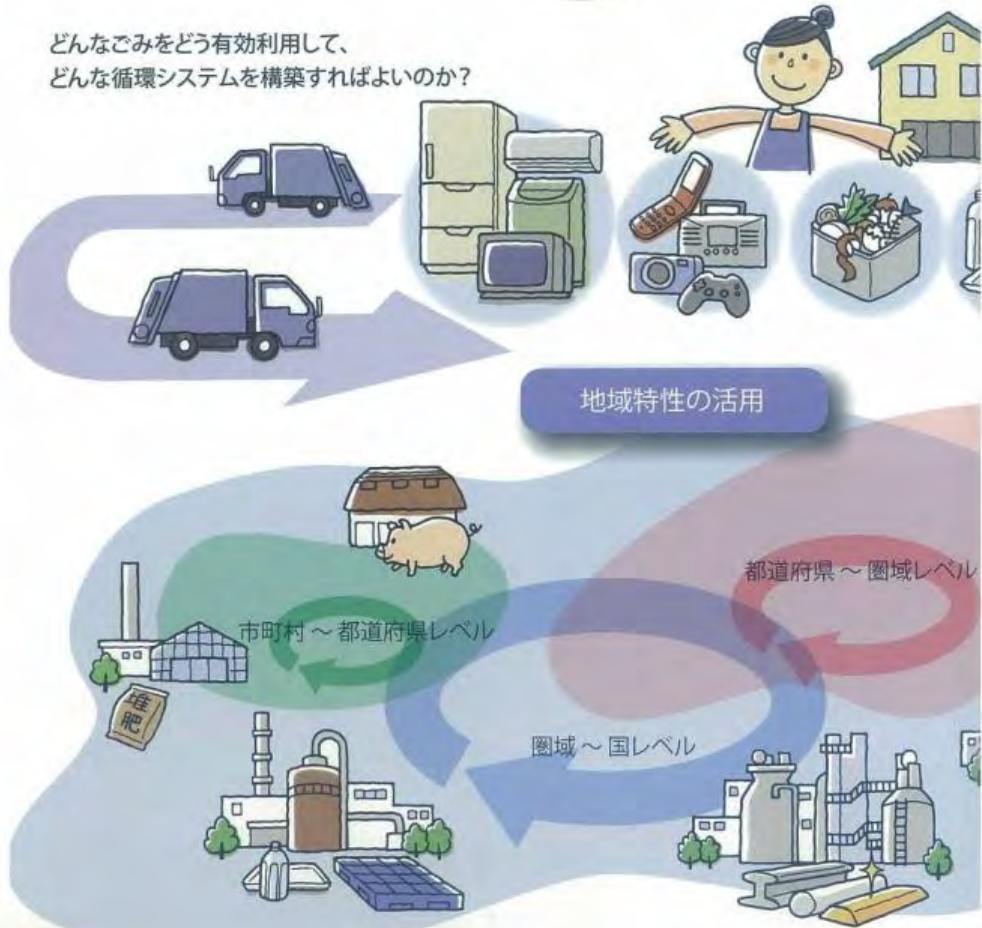 どんなごみをどう有効利用して、
どんな循環システムを構築すればよいのか?
地域特性の活用
都道府県 ~ 圏域レベル
市町村 ~ 都道府県レベル
堆肥
圏域 ~ 国レベル